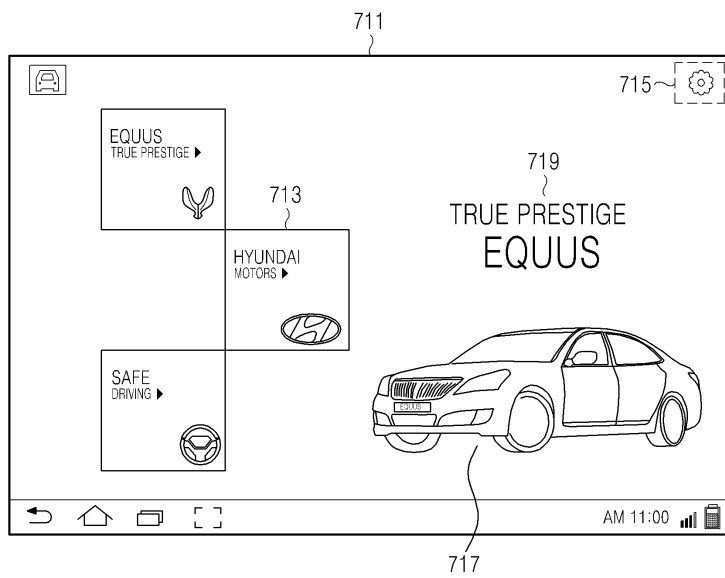 711
715
EQUUS
TRUE PRESTIGE ▶
719
713
TRUE PRESTIGE
EQUUS
HYUNDAI
MOTORS ▶
SAFE
DRIVING ▶
EQUUS
AM 11:00
717